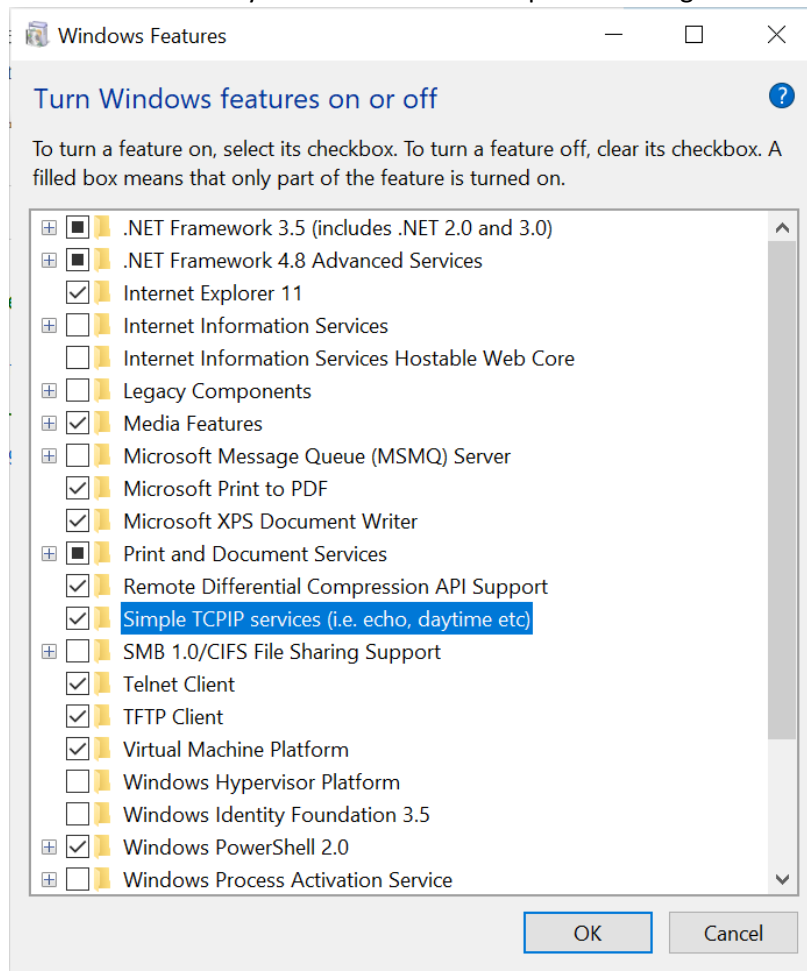 Windows Features
Turn Windows features on or off
To turn a feature on, select its checkbox. To turn a feature off, clear its checkbox. A
filled box means that only part of the feature is turned on.
.NET Framework 3.5 (includes .NET 2.0 and 3.0)
.NET Framework 4.8 Advanced Services
Internet Explorer 11
Internet Information Services
Internet Information Services Hostable Web Core
Legacy Components
Media Features
Microsoft Message Queue (MSMQ) Server
Microsoft Print to PDF
Microsoft XPS Document Writer
Print and Document Services
Remote Differential Compression API Support
Simple TCPIP services (i.e. echo, daytime etc)
SMB 1.0/CIFS File Sharing Support
Telnet Client
TFTP Client
Virtual Machine Platform
Windows Hypervisor Platform
Windows Identity Foundation 3.5
Windows PowerShell 2.0
Windows Process Activation Service
OK Cancel